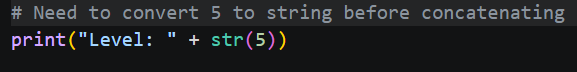 # Need to convert 5 to string before concatenating
print("Level: " + str(5))